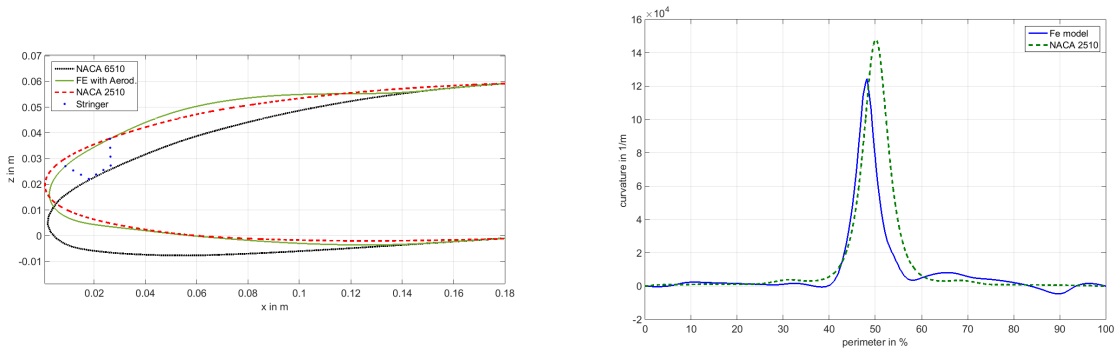 0.07
0.06
0.05
0.04
0.03
0.02
0.01
0
-0.01
NACA 6510
FE with Aerod.
NACA 2510
Stringer
0.02 0.04 0.06 0.08 0.1 0.12 0.14 0.16 0.18
x in m
z in m
× 10⁴
16
14
12
10
8
6
4
2
0
-2
Fe model
NACA 2510
0 10 20 30 40 50 60 70 80 90 100
perimeter in %
curvature in 1/m